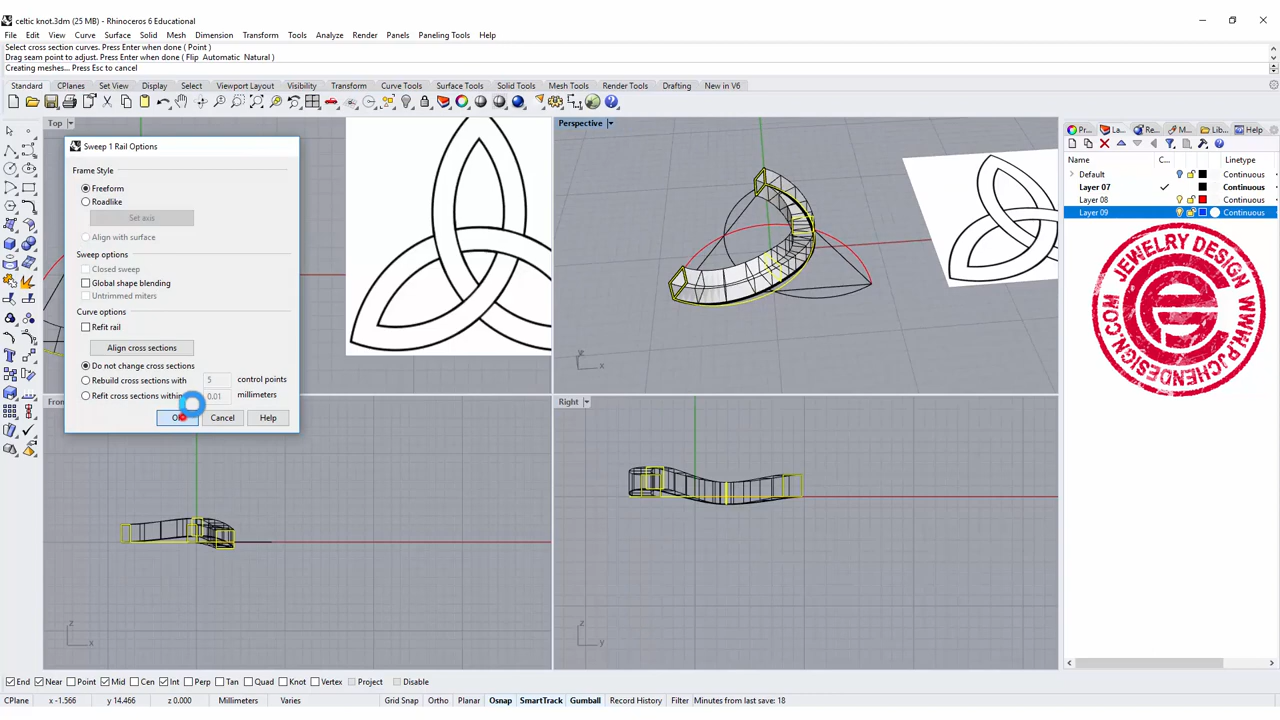 celtic knot.3dm (25 MB) - Rhinoceros 6 Educational
File Edit View Curve Surface Solid Mesh Dimension Transform Tools Analyze Render Panels Paneling Tools Help
Select cross section curves. Press Enter when done ( Point )
Drag seam point to adjust. Press Enter when done ( Flip Automatic Natural )
Creating meshes... Press Esc to cancel
Standard CPlanes Set View Display Select Viewport Layout Visibility Transform Curve Tools Surface Tools Solid Tools Mesh Tools Render Tools Drafting New in V6
Top
Perspective
Pr... La... Re... M... Lib... Help
Sweep 1 Rail Options
Frame Style
Freeform
Roadlike
Set axis
Align with surface
Sweep options
Closed sweep
Global shape blending
Untrimmed miters
Curve options
Refit rail
Align cross sections
Do not change cross sections
Rebuild cross sections with 5 control points
Refit cross sections within 0.01 millimeters
Cancel Help
Name C... Linetype
Default Continuous
Layer 07 Continuous
Layer 08 Continuous
Layer 09 Continuous
JEWELRY DESIGN
WWW.PJCHENDESIGN.COM
x
Right
z
x
z
y
End Near Point Mid Cen Int Perp Tan Quad Knot Vertex Project Disable
CPlane x -1.566 y 14.466 z 0.000 Millimeters Varies Grid Snap Ortho Planar Osnap SmartTrack Gumball Record History Filter Minutes from last save: 18